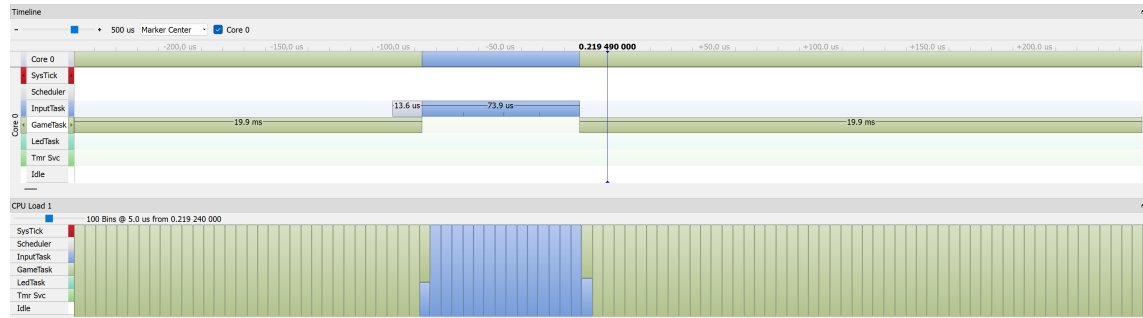 Timeline
- + 500 us Marker Center Core 0
-200,0 us -150,0 us -100,0 us -50,0 us 0.219 490 000 +50,0 us +100,0 us +150,0 us +200,0 us
Core 0
Core 0
SysTick
Scheduler
InputTask 13.6 us 73.9 us
GameTask 19.9 ms 19.9 ms
LedTask
Tmr Svc
Idle
CPU Load 1
100 Bins @ 5.0 us from 0.219 240 000
SysTick
Scheduler
InputTask
GameTask
LedTask
Tmr Svc
Idle